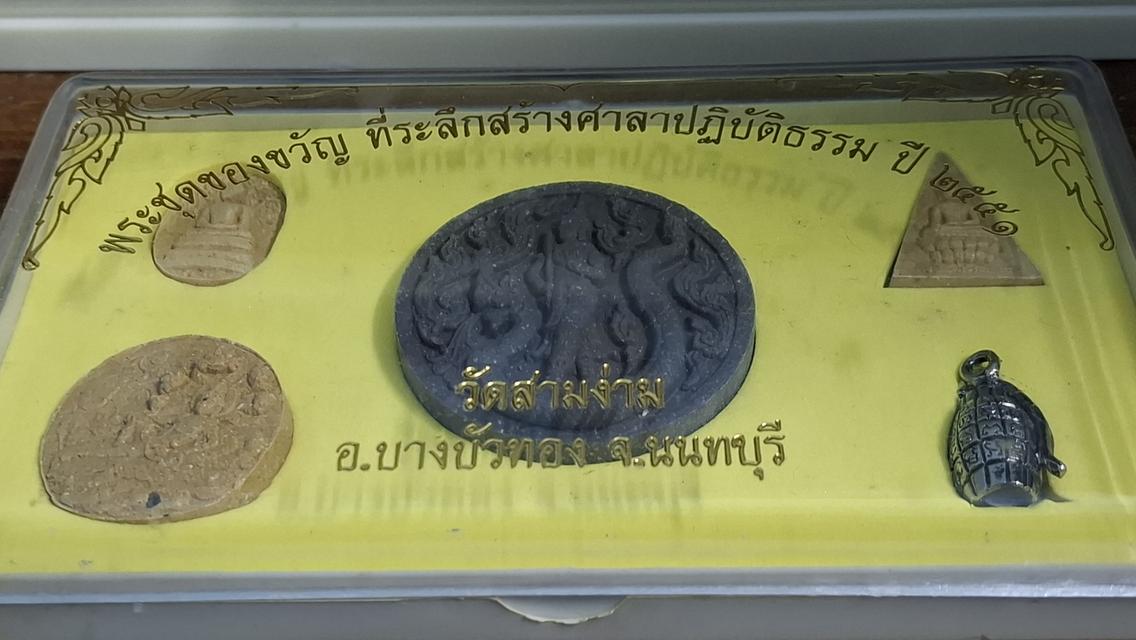 พระชุดของขวัญ ที่ระลึกสร้างศาลาปฏิบัติธรรม ปี ๒๕๕๑
วัดสามง่าม
อ.บางบัวทอง จ.นนทบุรี